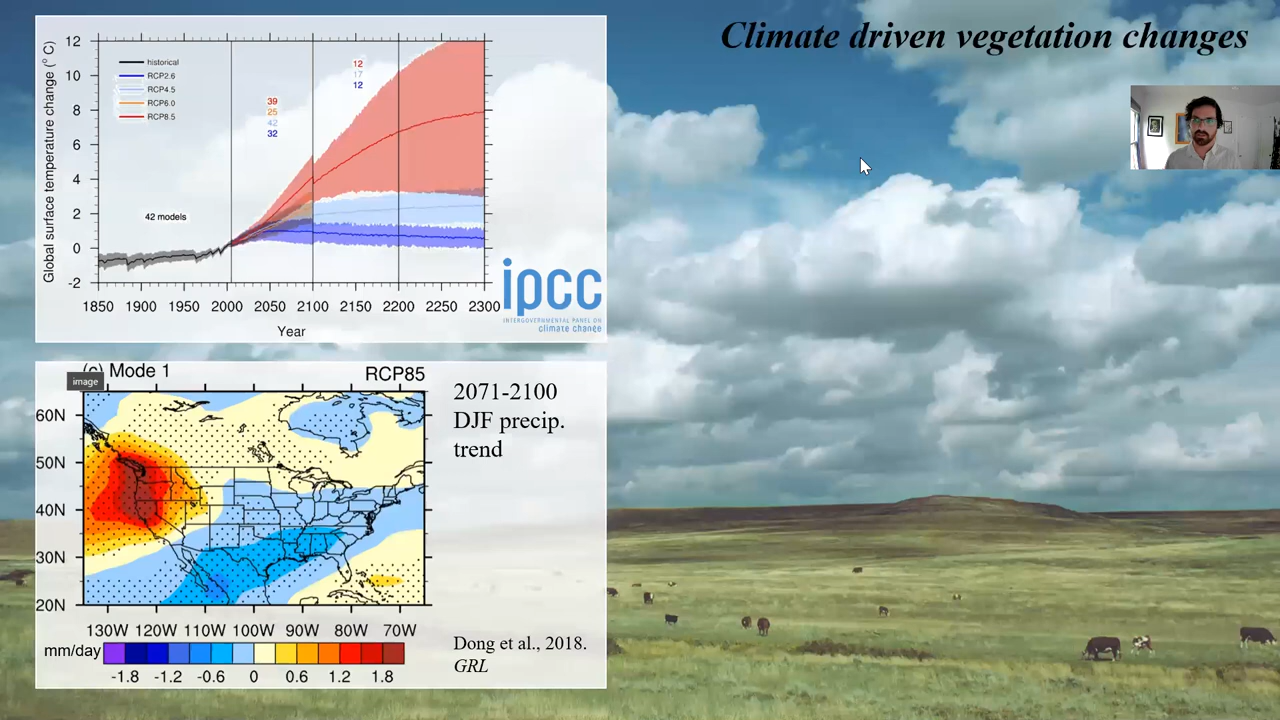 Climate driven vegetation changes
Global surface temperature change (° C)
12
10
8
6
4
2
0
-2
historical
RCP2.6
RCP4.5
RCP6.0
RCP8.5
12
17
12
39
25
42
32
42 models
1850 1900 1950 2000 2050 2100 2150 2200 2250 2300
Year
ipcc
INTERGOVERNMENTAL PANEL ON
climate change
(c) Mode 1 RCP85
image
60N
50N
40N
30N
20N
130W 120W 110W 100W 90W 80W 70W
mm/day
-1.8 -1.2 -0.6 0 0.6 1.2 1.8
2071-2100
DJF precip.
trend
Dong et al., 2018.
GRL